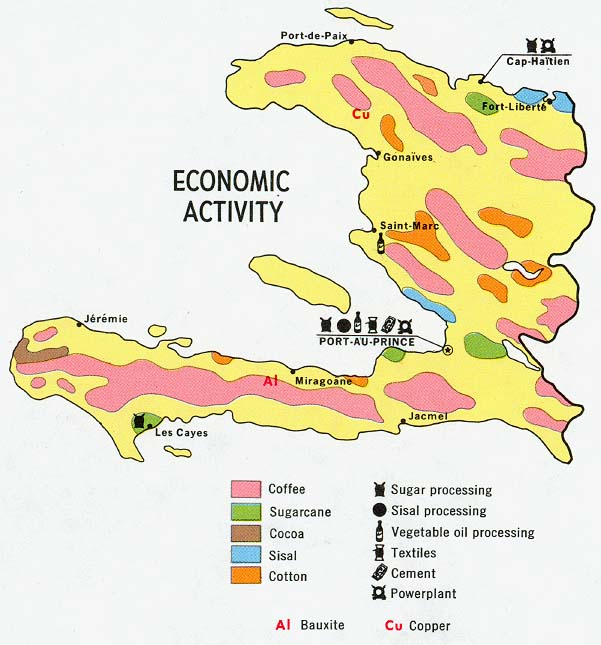 Port-de-Paix
Cap-Haïtien
Fort-Liberté
Cu
Gonaïves
ECONOMIC
ACTIVITY
Saint-Marc
Jérémie
PORT-AU-PRINCE
Al
Miragoane
Jacmel
Les Cayes
Coffee
Sugarcane
Cocoa
Sisal
Cotton
Sugar processing
Sisal processing
Vegetable oil processing
Textiles
Cement
Powerplant
Al Bauxite
Cu Copper